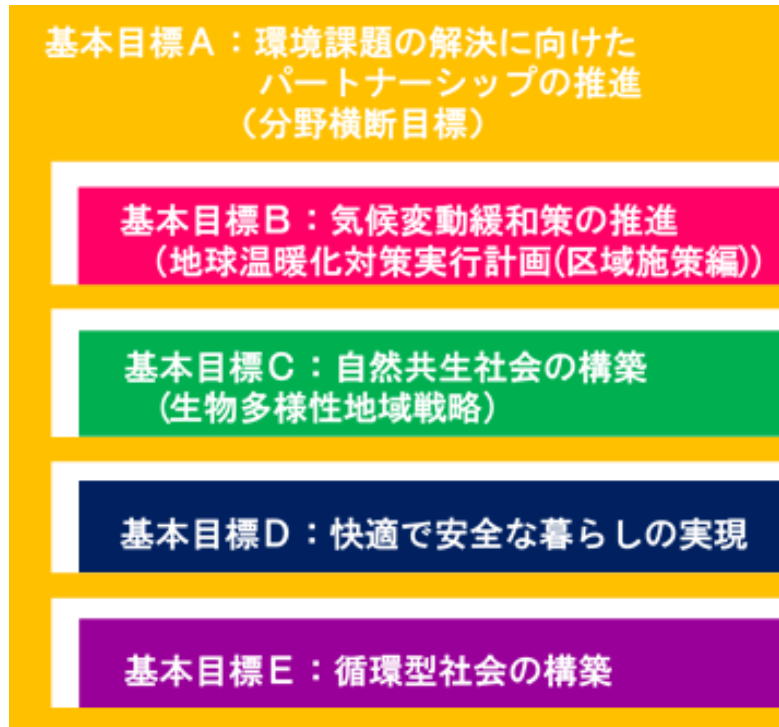 基本目標Ａ：環境課題の解決に向けた
パートナーシップの推進
（分野横断目標）
基本目標Ｂ：気候変動緩和策の推進
（地球温暖化対策実行計画(区域施策編)）
基本目標Ｃ：自然共生社会の構築
（生物多様性地域戦略）
基本目標Ｄ：快適で安全な暮らしの実現
基本目標Ｅ：循環型社会の構築